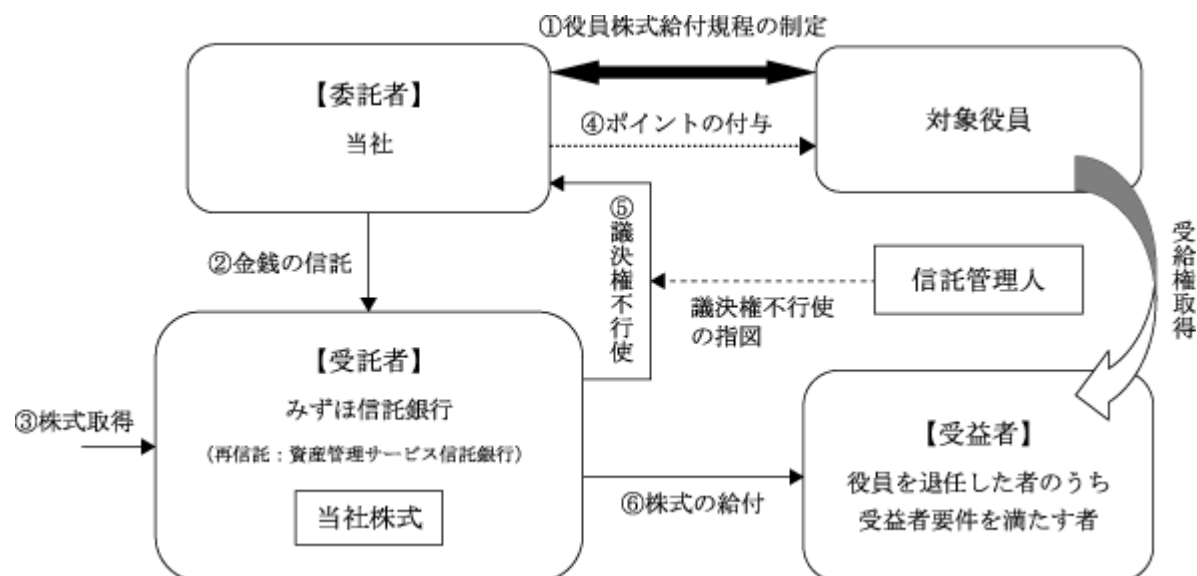 ①役員株式給付規程の制定
【委託者】
当社
対象役員
④ポイントの付与
②金銭の信託
⑤議決権不行使
信託管理人
議決権不行使
の指図
受給権取得
【受託者】
みずほ信託銀行
(再信託:資産管理サービス信託銀行)
当社株式
③株式取得
⑥株式の給付
【受益者】
役員を退任した者のうち
受益者要件を満たす者